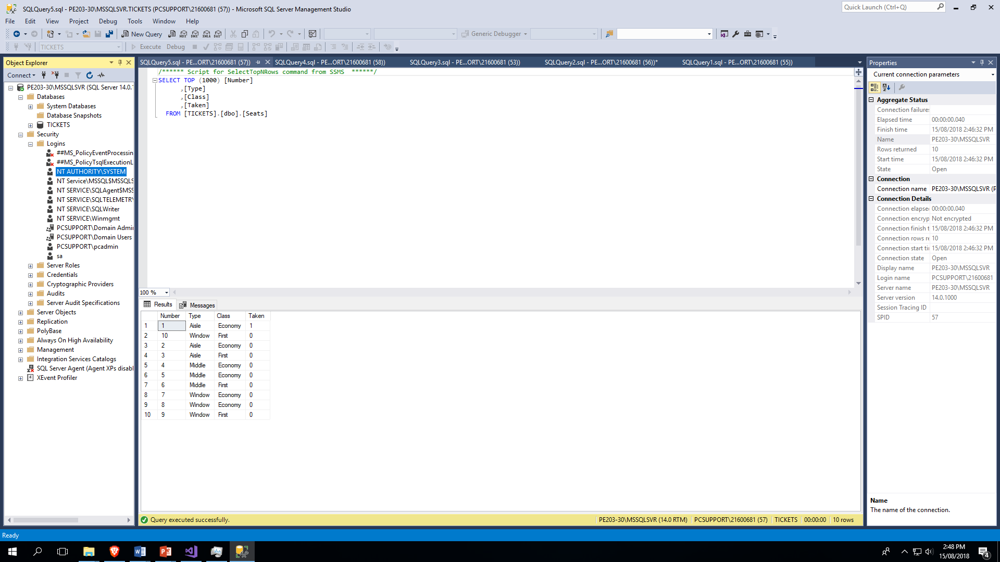 SQLQuery5.sql - PE203-30\MSSQLSVR.TICKETS (PCSUPPORT\21600681 (57)) - Microsoft SQL Server Management Studio
Quick Launch (Ctrl+Q)
File Edit View Project Debug Tools Window Help
New Query
MDX DMX XMLA DAX
Generic Debugger
TICKETS
Execute Debug
Object Explorer
Connect
PE203-30\MSSQLSVR (SQL Server 14.0.
Databases
System Databases
Database Snapshots
TICKETS
Security
Logins
##MS_PolicyEventProcessin
##MS_PolicyTsqlExecutionL
NT AUTHORITY\SYSTEM
NT Service\MSSQL$MSSQLS
NT SERVICE\SQLAgent$MSS
NT SERVICE\SQLTELEMETRY
NT SERVICE\SQLWriter
NT SERVICE\Winmgmt
PCSUPPORT\Domain Admi
PCSUPPORT\Domain Users
PCSUPPORT\pcadmin
sa
Server Roles
Credentials
Cryptographic Providers
Audits
Server Audit Specifications
Server Objects
Replication
PolyBase
Always On High Availability
Management
Integration Services Catalogs
SQL Server Agent (Agent XPs disabl
XEvent Profiler
SQLQuery5.sql - PE...ORT\21600681 (57)) SQLQuery4.sql - PE...ORT\21600681 (58)) SQLQuery3.sql - PE...ORT\21600681 (53)) SQLQuery2.sql - PE...ORT\21600681 (56))* SQLQuery1.sql - PE...ORT\21600681 (55))
/****** Script for SelectTopNRows command from SSMS ******/
SELECT TOP (1000) [Number]
,[Type]
,[Class]
,[Taken]
FROM [TICKETS].[dbo].[Seats]
100 %
Results Messages
Number Type Class Taken
1 1 Aisle Economy 1
2 10 Window First 0
3 2 Aisle Economy 0
4 3 Aisle First 0
5 4 Middle Economy 0
6 5 Middle Economy 0
7 6 Middle First 0
8 7 Window Economy 0
9 8 Window Economy 0
10 9 Window First 0
Query executed successfully. PE203-30\MSSQLSVR (14.0 RTM) PCSUPPORT\21600681 (57) TICKETS 00:00:00 10 rows
Properties
Current connection parameters
Aggregate Status
Connection failures
Elapsed time 00:00:00.040
Finish time 15/08/2018 2:46:32 PM
Name PE203-30\MSSQLSVR
Rows returned 10
Start time 15/08/2018 2:46:32 PM
State Open
Connection
Connection name PE203-30\MSSQLSVR (P
Connection Details
Connection elapse 00:00:00.040
Connection encryp Not encrypted
Connection finish t 15/08/2018 2:46:32 PM
Connection rows re 10
Connection start ti 15/08/2018 2:46:32 PM
Connection state Open
Display name PE203-30\MSSQLSVR
Login name PCSUPPORT\21600681
Server name PE203-30\MSSQLSVR
Server version 14.0.1000
Session Tracing ID
SPID 57
Name
The name of the connection.
Ready
2:48 PM
15/08/2018
4